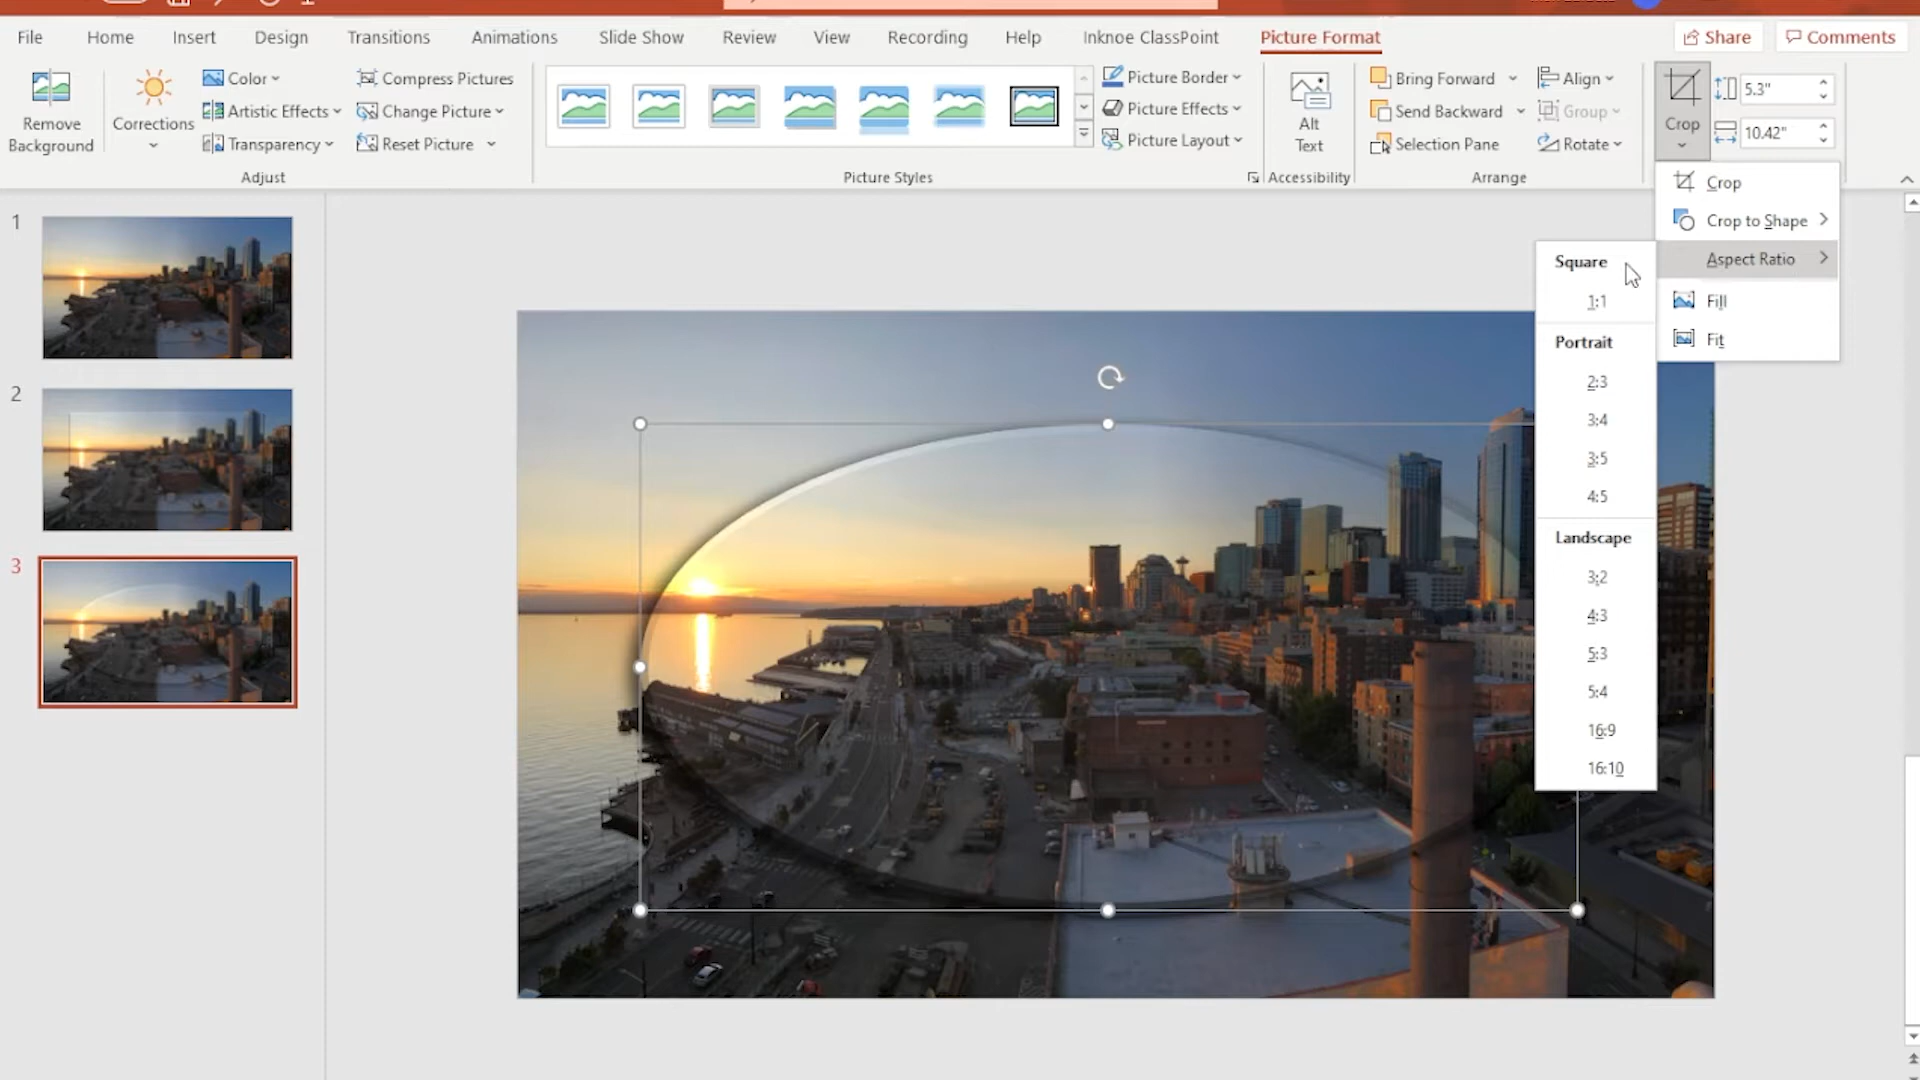 File Home Insert Design Transitions Animations Slide Show Review View Recording Help Inknoe ClassPoint Picture Format Share Comments
Remove Background
Corrections
Color
Artistic Effects
Transparency
Compress Pictures
Change Picture
Reset Picture
Adjust
Picture Styles
Picture Border
Picture Effects
Picture Layout
Alt Text
Accessibility
Bring Forward
Send Backward
Selection Pane
Align
Group
Rotate
Arrange
Crop
5.3"
10.42"
Crop
Crop to Shape
Aspect Ratio
Fill
Fit
Square
1:1
Portrait
2:3
3:4
3:5
4:5
Landscape
3:2
4:3
5:3
5:4
16:9
16:10
1
2
3